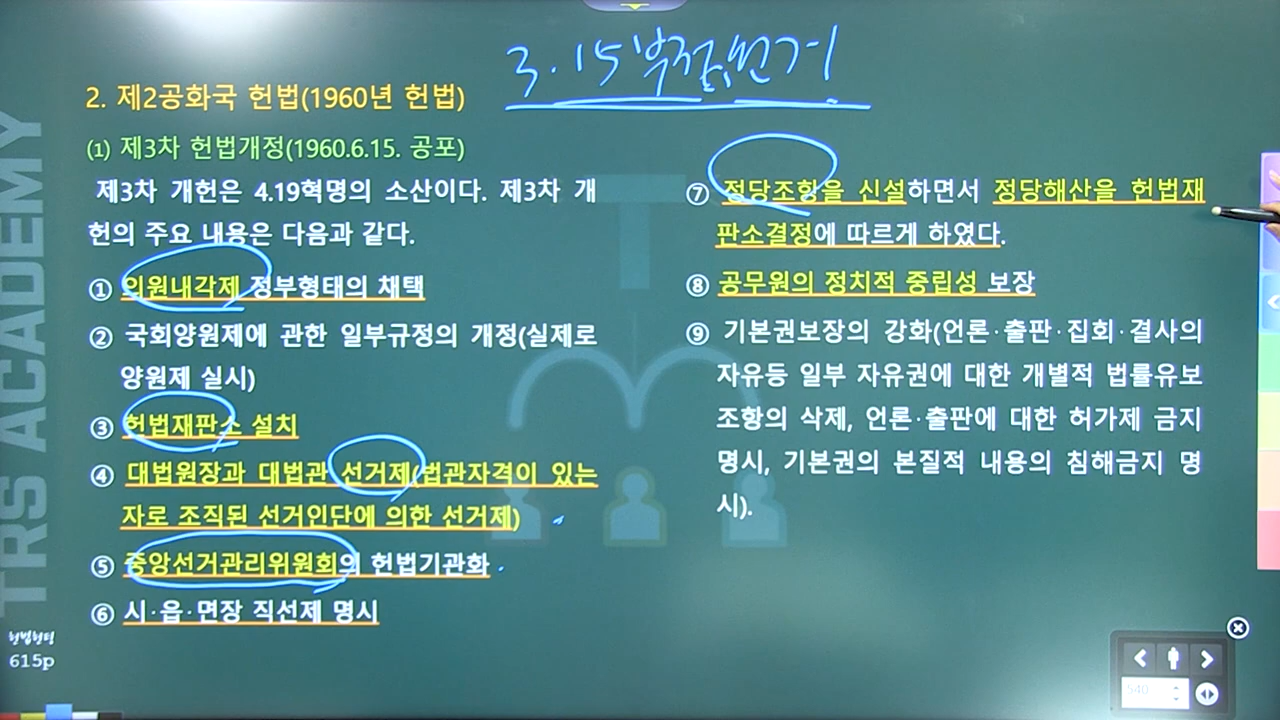 3.15부정선거
2. 제2공화국 헌법(1960년 헌법)
(1) 제3차 헌법개정(1960.6.15. 공포)
제3차 개헌은 4.19혁명의 소산이다. 제3차 개
헌의 주요 내용은 다음과 같다.
① 의원내각제 정부형태의 채택
② 국회양원제에 관한 일부규정의 개정(실제로
양원제 실시)
③ 헌법재판소 설치
④ 대법원장과 대법관 선거제(법관자격이 있는
자로 조직된 선거인단에 의한 선거제)
⑤ 중앙선거관리위원회의 헌법기관화
⑥ 시·읍·면장 직선제 명시
⑦ 정당조항을 신설하면서 정당해산을 헌법재
판소결정에 따르게 하였다.
⑧ 공무원의 정치적 중립성 보장
⑨ 기본권보장의 강화(언론·출판·집회·결사의
자유등 일부 자유권에 대한 개별적 법률유보
조항의 삭제, 언론·출판에 대한 허가제 금지
명시, 기본권의 본질적 내용의 침해금지 명
시).
TRS ACADEMY
615p
540